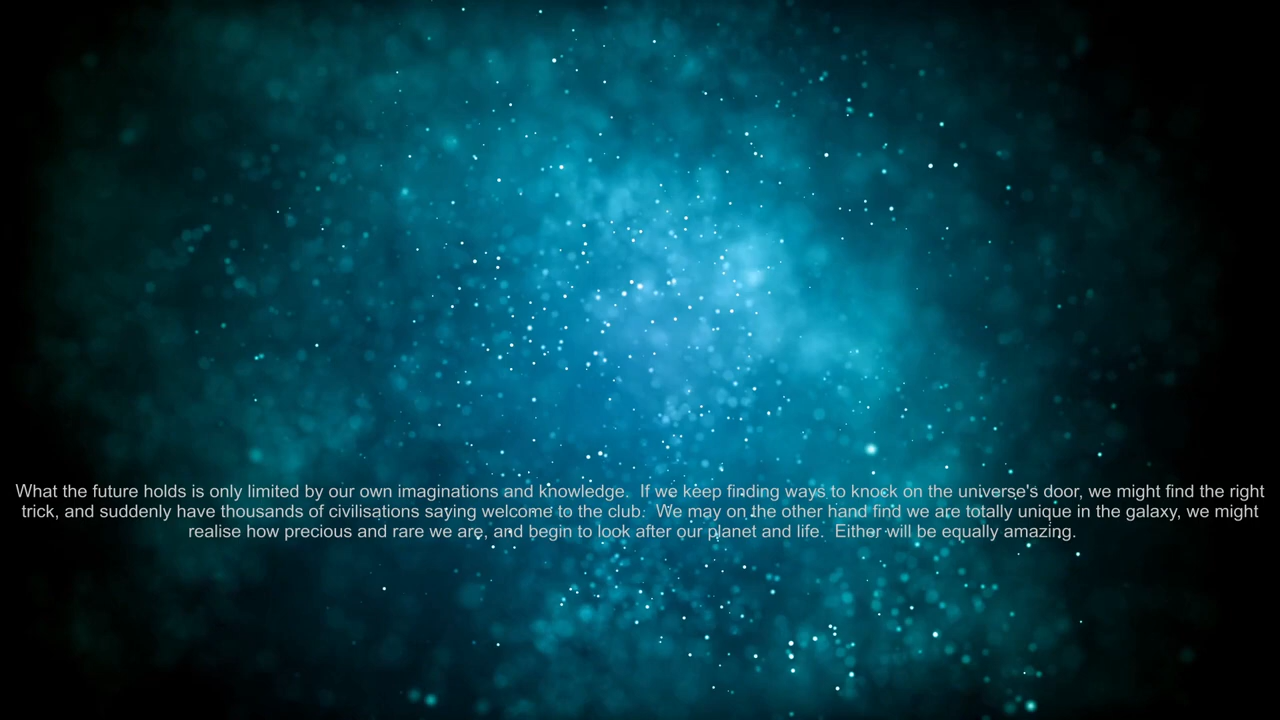 What the future holds is only limited by our own imaginations and knowledge.  If we keep finding ways to knock on the universe's door, we might find the right
trick, and suddenly have thousands of civilisations saying welcome to the club.  We may on the other hand find we are totally unique in the galaxy, we might
realise how precious and rare we are, and begin to look after our planet and life.  Either will be equally amazing.